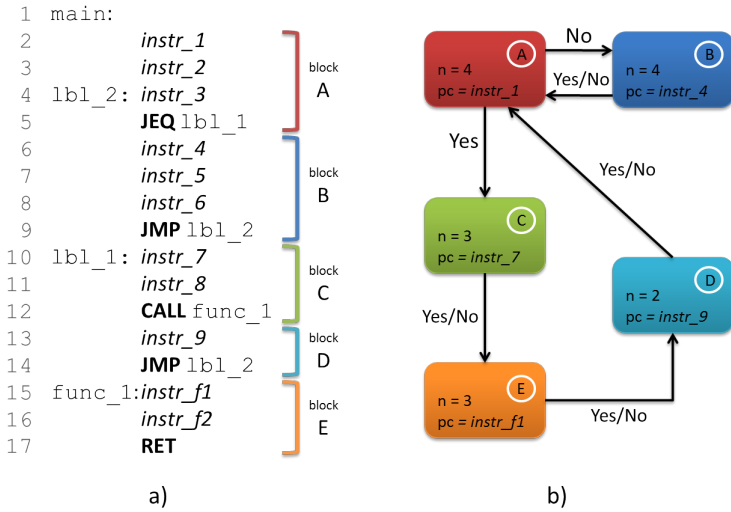 1 main:
2 instr_1
3 instr_2
4 lbl_2: instr_3
5 JEQ lbl_1
6 instr_4
7 instr_5
8 instr_6
9 JMP lbl_2
10 lbl_1: instr_7
11 instr_8
12 CALL func_1
13 instr_9
14 JMP lbl_2
15 func_1:instr_f1
16 instr_f2
17 RET
block
A
block
B
block
C
block
D
block
E
a)
A
n = 4
pc = instr_1
No
Yes/No
B
n = 4
pc = instr_4
Yes
Yes/No
C
n = 3
pc = instr_7
D
n = 2
pc = instr_9
Yes/No
E
n = 3
pc = instr_f1
Yes/No
b)